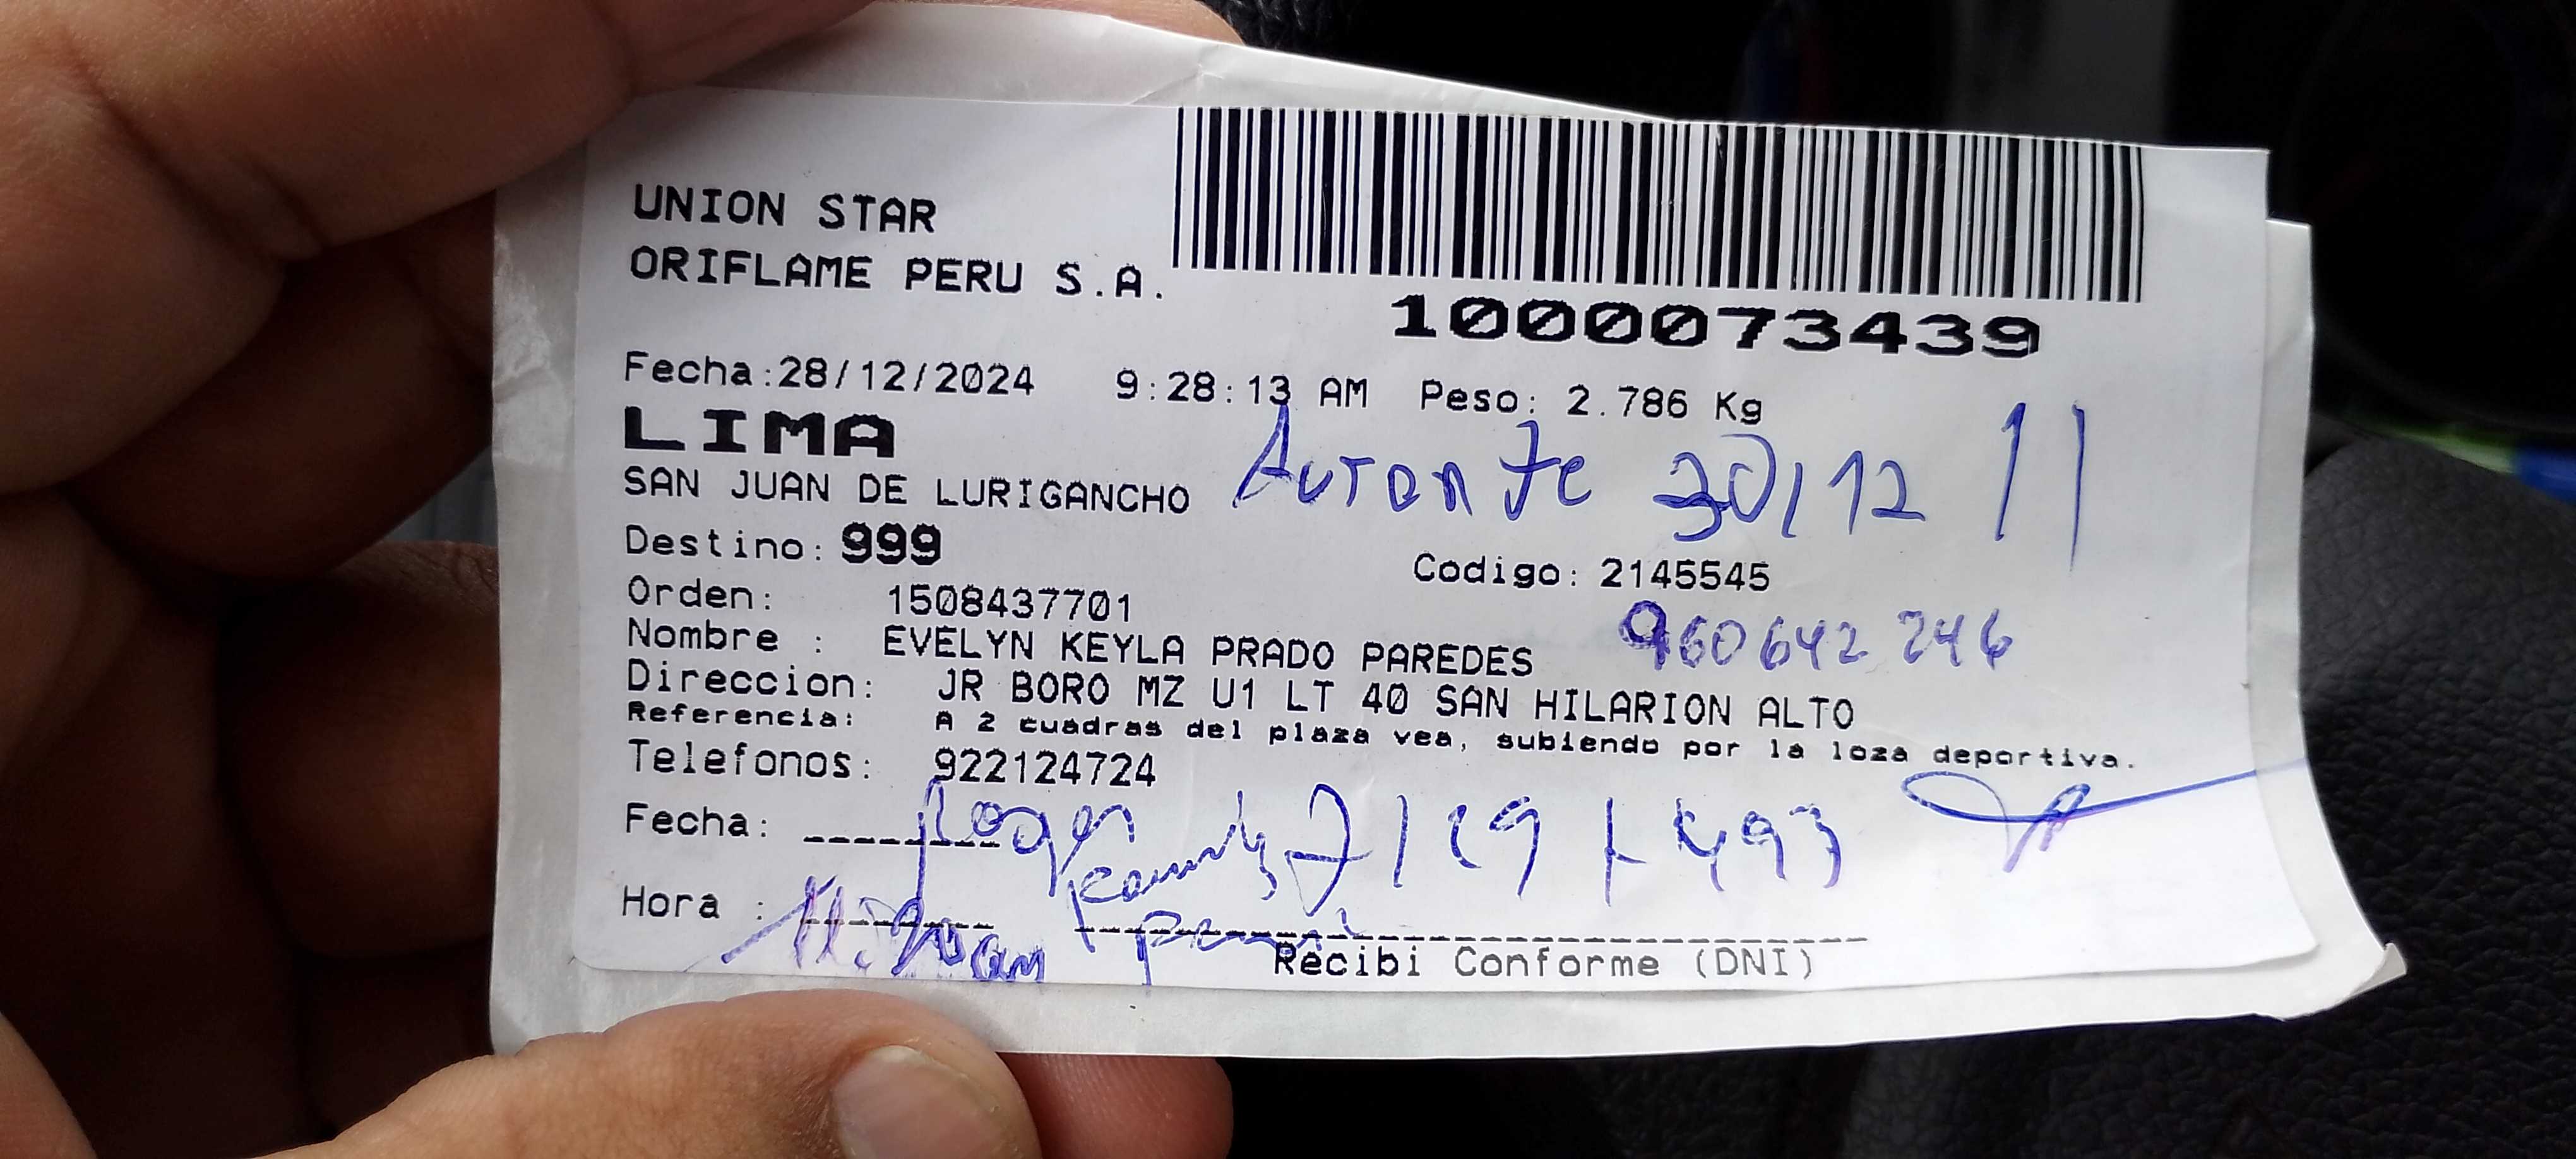 UNION STAR
ORIFLAME PERU S.A.
1000073439
Fecha:28/12/2024 9:28:13 AM Peso: 2.786 Kg
LIMA
SAN JUAN DE LURIGANCHO
30/12
Destino: 999
Codigo: 2145545
Orden: 1508437701
960642246
Nombre : EVELYN KEYLA PRADO PAREDES
Direccion: JR BORO MZ U1 LT 40 SAN HILARION ALTO
Referencia: A 2 cuadras del plaza vea, subiendo por la loza deportiva.
Telefonos: 922124724
Fecha:
Roger
Hora :
Recibi Conforme (DNI)